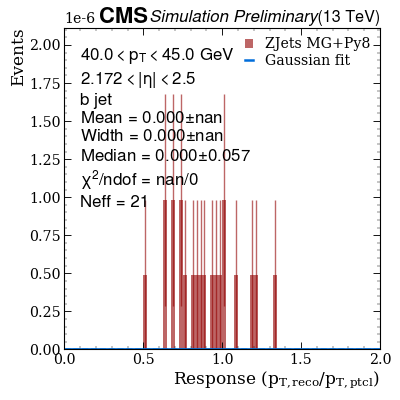 1e-6 CMS Simulation Preliminary (13 TeV)
Events
2.00
1.75
1.50
1.25
1.00
0.75
0.50
0.25
0.00
40.0 < p_T < 45.0 GeV
2.172 < |η| < 2.5
b jet
Mean = 0.000±nan
Width = 0.000±nan
Median = 0.000±0.057
χ²/ndof = nan/0
Neff = 21
ZJets MG+Py8
Gaussian fit
0.0 0.5 1.0 1.5 2.0
Response (p_T,reco/p_T,ptcl)